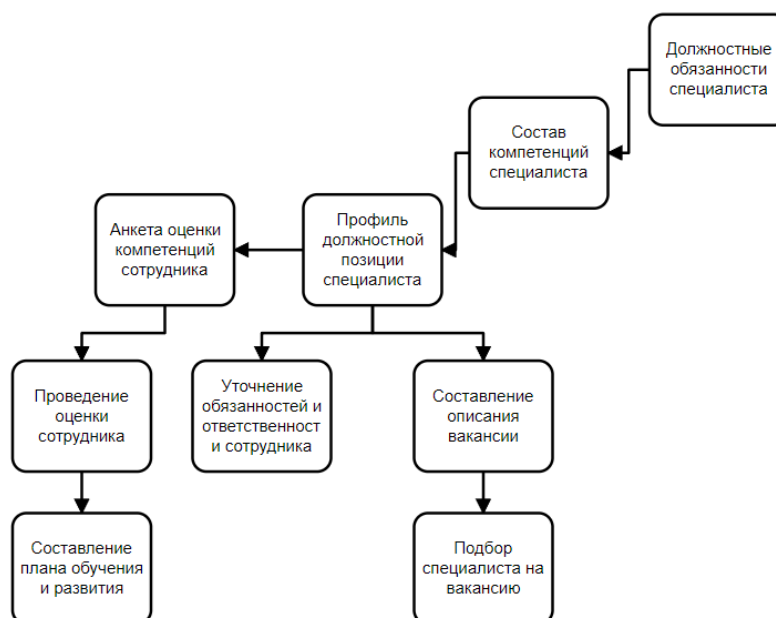 Должностные
обязанности
специалиста
Состав
компетенций
специалиста
Анкета оценки
компетенций
сотрудника
Профиль
должностной
позиции
специалиста
Проведение
оценки
сотрудника
Уточнение
обязанностей и
ответственност
и сотрудника
Составление
описания
вакансии
Составление
плана обучения
и развития
Подбор
специалиста на
вакансию